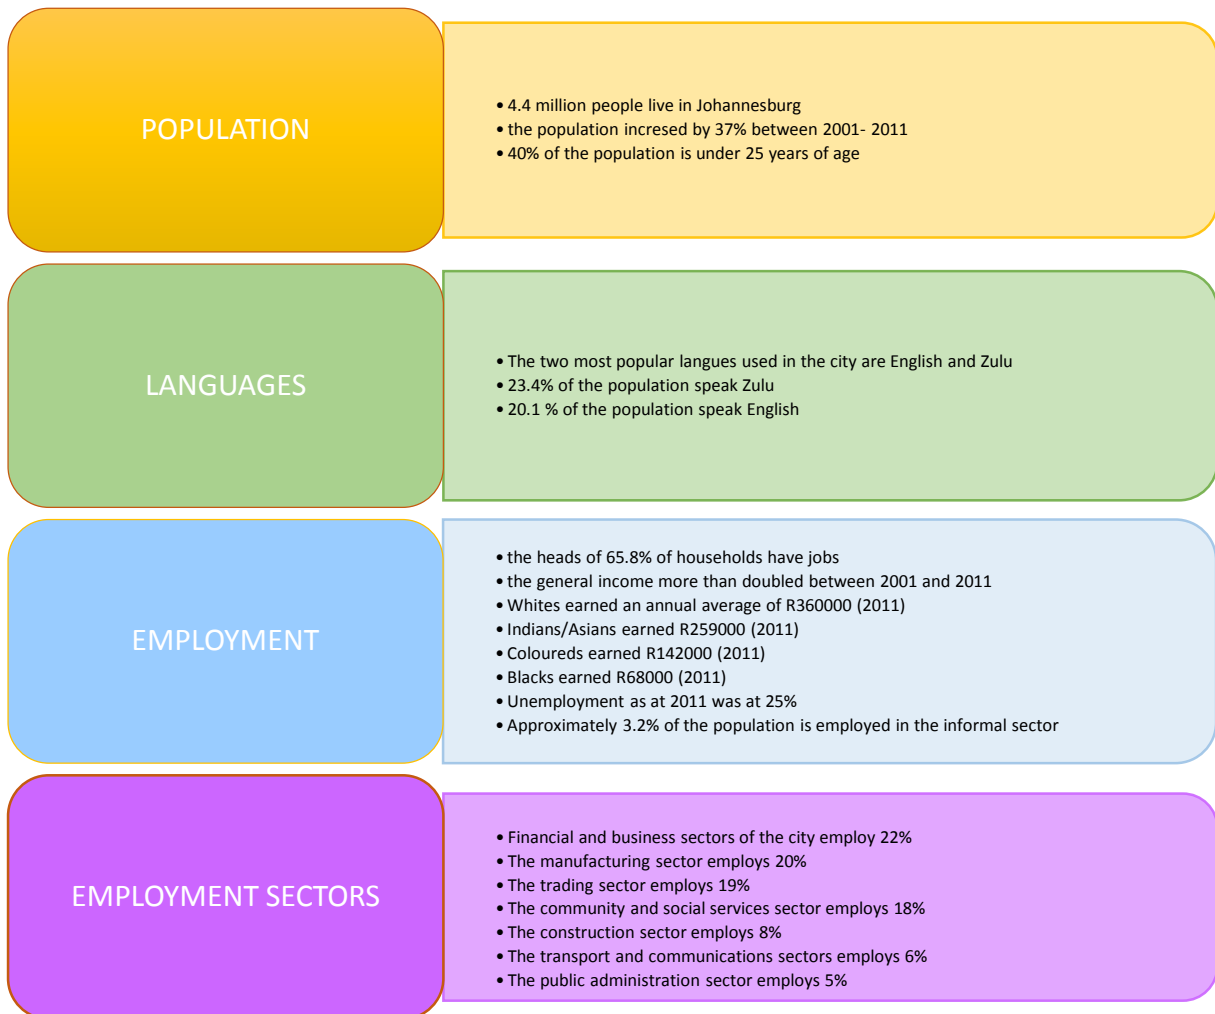 POPULATION
• 4.4 million people live in Johannesburg
• the population incresed by 37% between 2001- 2011
• 40% of the population is under 25 years of age
LANGUAGES
• The two most popular langues used in the city are English and Zulu
• 23.4% of the population speak Zulu
• 20.1 % of the population speak English
EMPLOYMENT
• the heads of 65.8% of households have jobs
• the general income more than doubled between 2001 and 2011
• Whites earned an annual average of R360000 (2011)
• Indians/Asians earned R259000 (2011)
• Coloureds earned R142000 (2011)
• Blacks earned R68000 (2011)
• Unemployment as at 2011 was at 25%
• Approximately 3.2% of the population is employed in the informal sector
EMPLOYMENT SECTORS
• Financial and business sectors of the city employ 22%
• The manufacturing sector employs 20%
• The trading sector employs 19%
• The community and social services sector employs 18%
• The construction sector employs 8%
• The transport and communications sectors employs 6%
• The public administration sector employs 5%